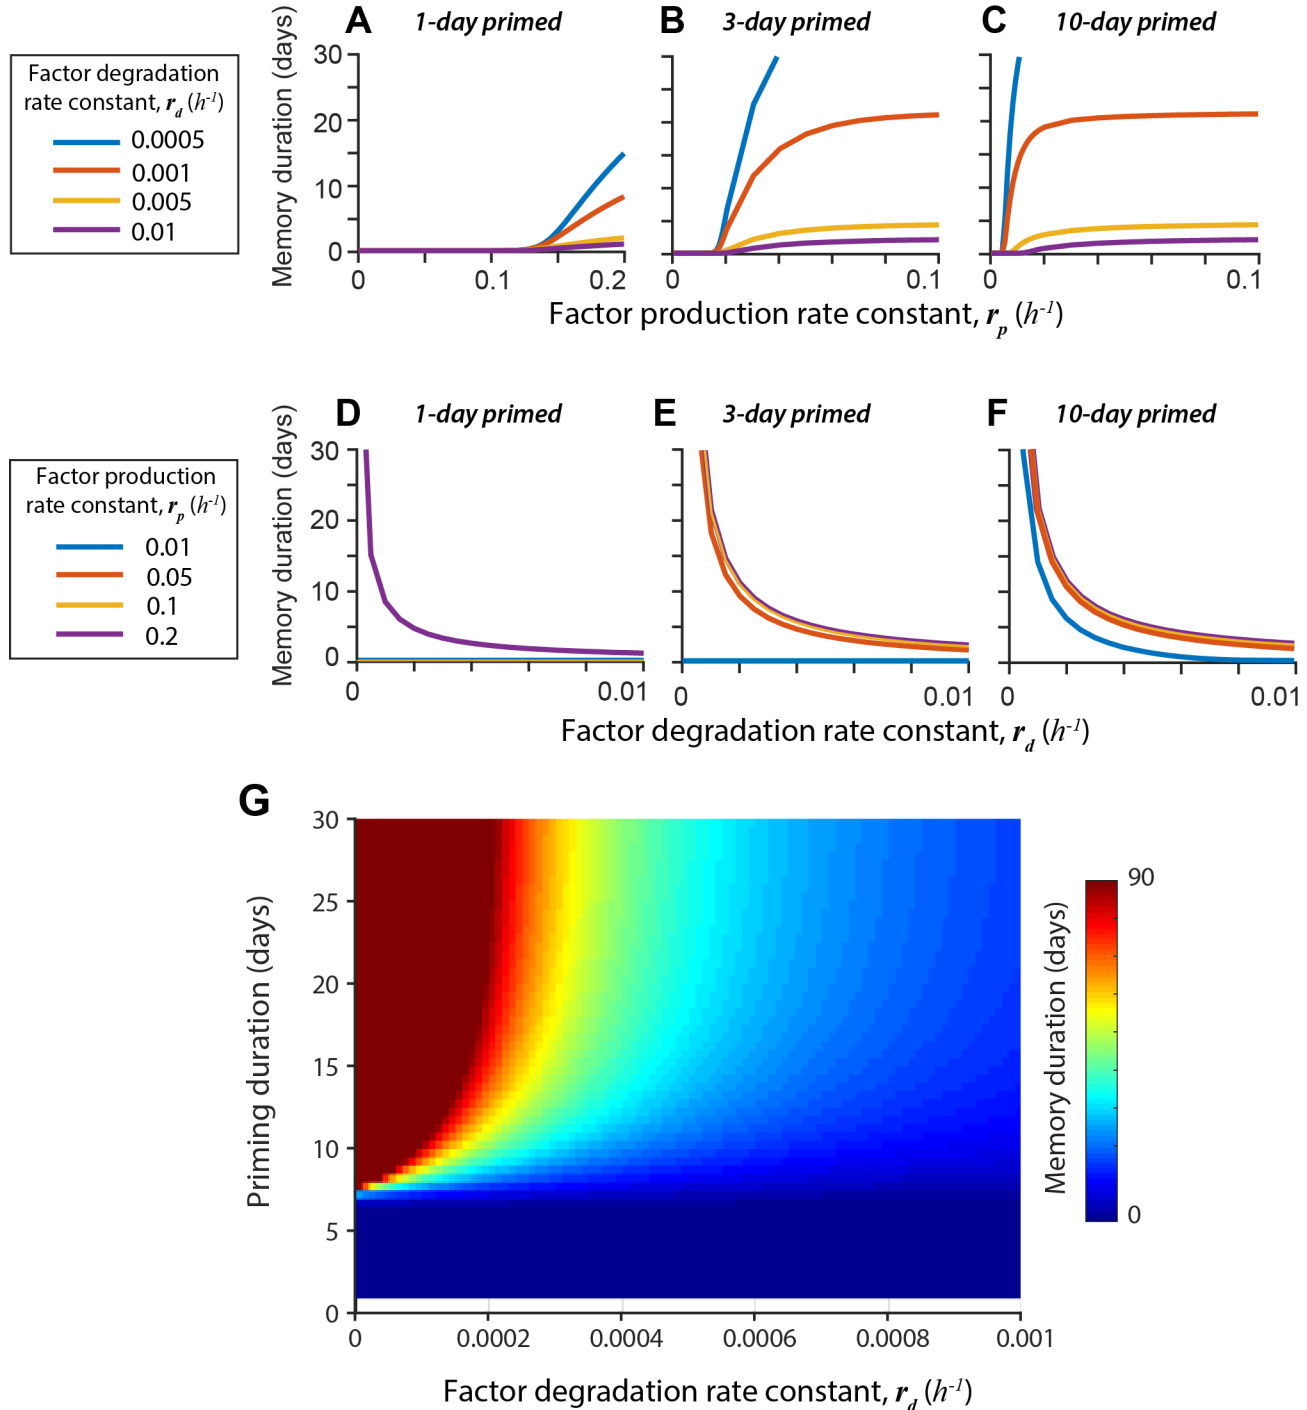 A 1-day primed
B 3-day primed
C 10-day primed
Factor degradation
rate constant, r_d (h⁻¹)
0.0005
0.001
0.005
0.01
Memory duration (days)
30
20
10
0
0 0.1 0.2
0 0.1
0 0.1
Factor production rate constant, r_p (h⁻¹)
D 1-day primed
E 3-day primed
F 10-day primed
Factor production
rate constant, r_p (h⁻¹)
0.01
0.05
0.1
0.2
Memory duration (days)
30
20
10
0
0 0.01
0 0.01
0 0.01
Factor degradation rate constant, r_d (h⁻¹)
G
Priming duration (days)
30
25
20
15
10
5
0
0 0.0002 0.0004 0.0006 0.0008 0.001
Factor degradation rate constant, r_d (h⁻¹)
Memory duration (days)
90
0